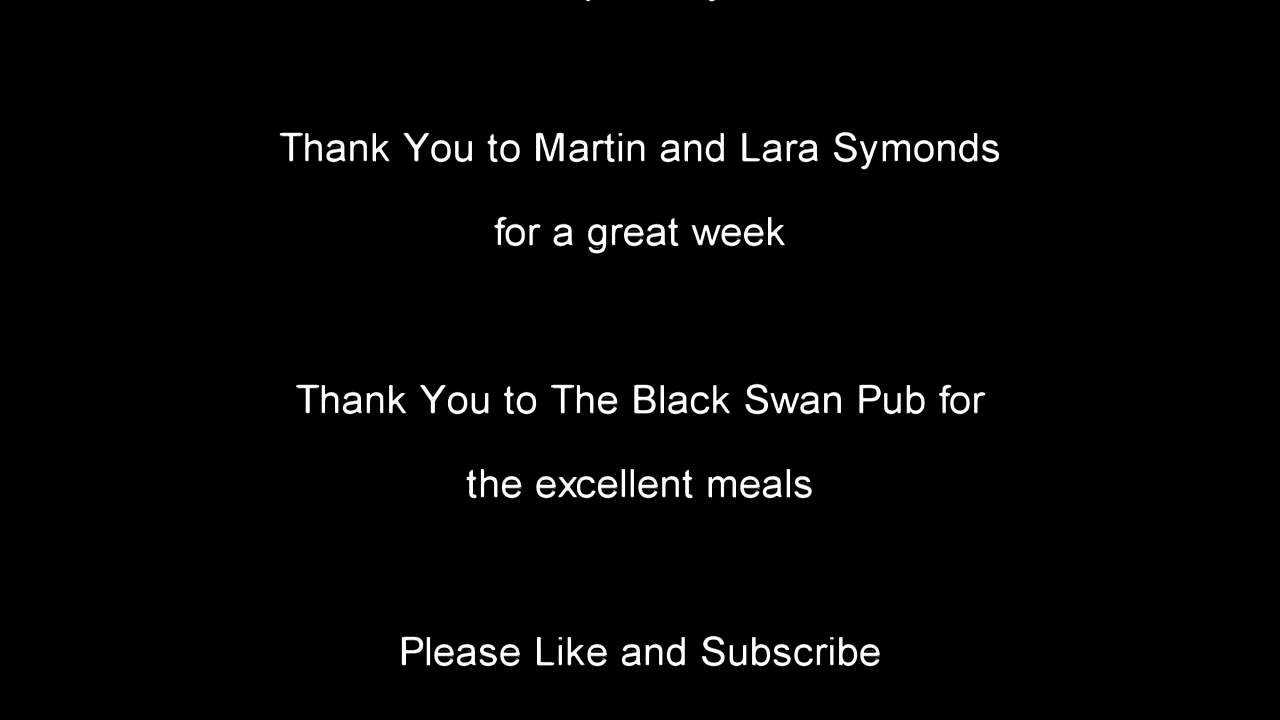 Thank You to Martin and Lara Symonds
for a great week
Thank You to The Black Swan Pub for
the excellent meals
Please Like and Subscribe